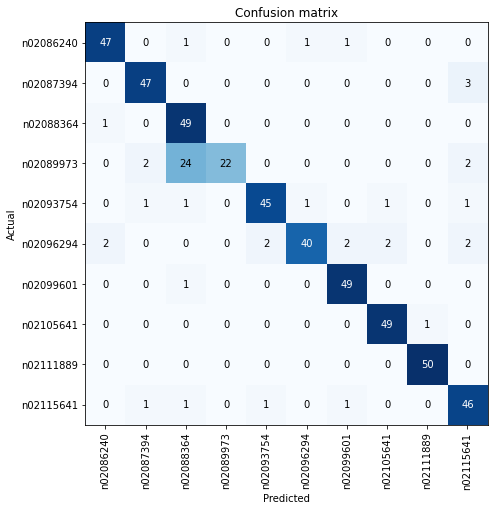 Confusion matrix
n02086240 47 0 1 0 0 1 1 0 0 0
n02087394 0 47 0 0 0 0 0 0 0 3
n02088364 1 0 49 0 0 0 0 0 0 0
n02089973 0 2 24 22 0 0 0 0 0 2
n02093754 0 1 1 0 45 1 0 1 0 1
n02096294 2 0 0 0 2 40 2 2 0 2
n02099601 0 0 1 0 0 0 49 0 0 0
n02105641 0 0 0 0 0 0 0 49 1 0
n02111889 0 0 0 0 0 0 0 0 50 0
n02115641 0 1 1 0 1 0 1 0 0 46
Actual
n02086240 n02087394 n02088364 n02089973 n02093754 n02096294 n02099601 n02105641 n02111889 n02115641
Predicted